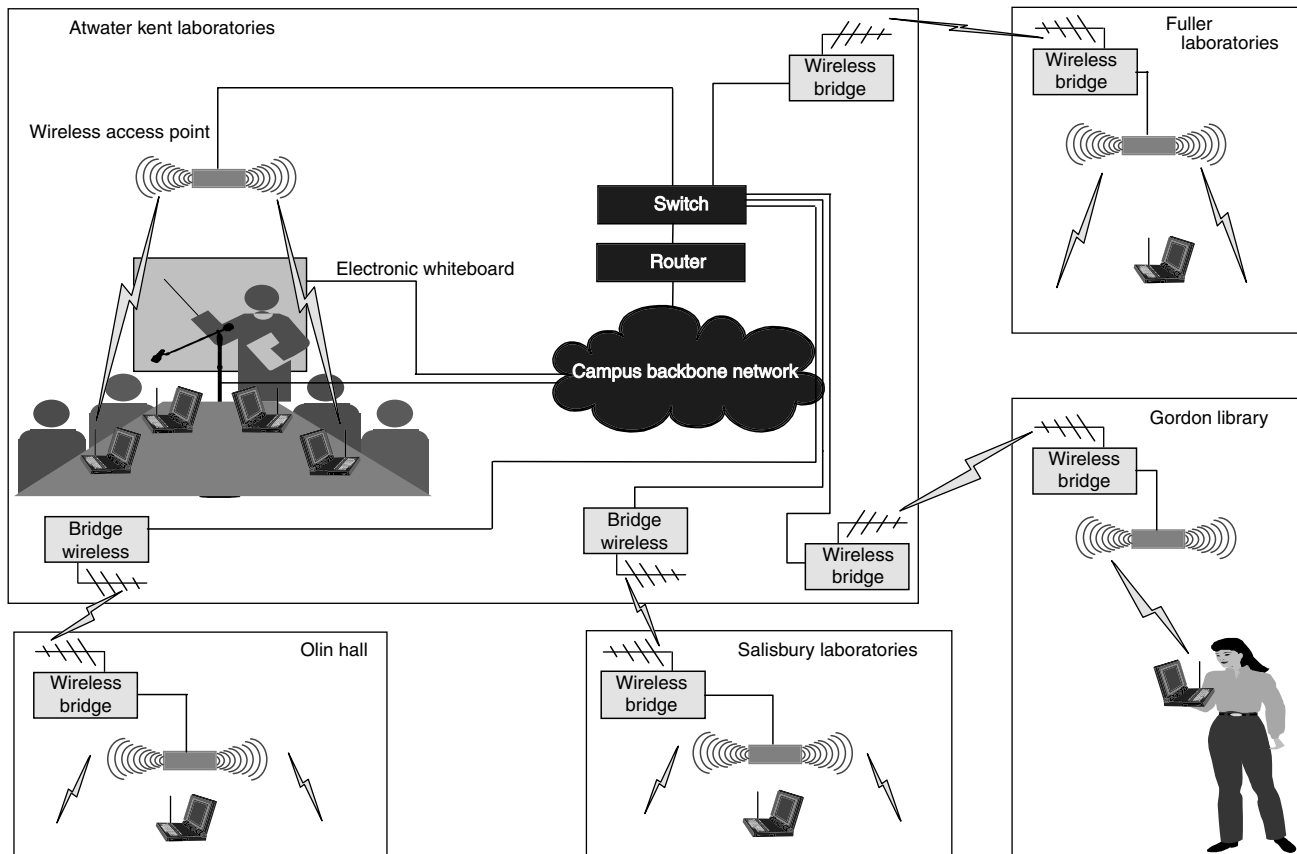 Atwater kent laboratories
Wireless
bridge
Fuller
laboratories
Wireless
bridge
Wireless access point
Switch
Router
Electronic whiteboard
Campus backbone network
Gordon library
Wireless
bridge
Bridge
wireless
Bridge
wireless
Wireless
bridge
Olin hall
Wireless
bridge
Salisbury laboratories
Wireless
bridge